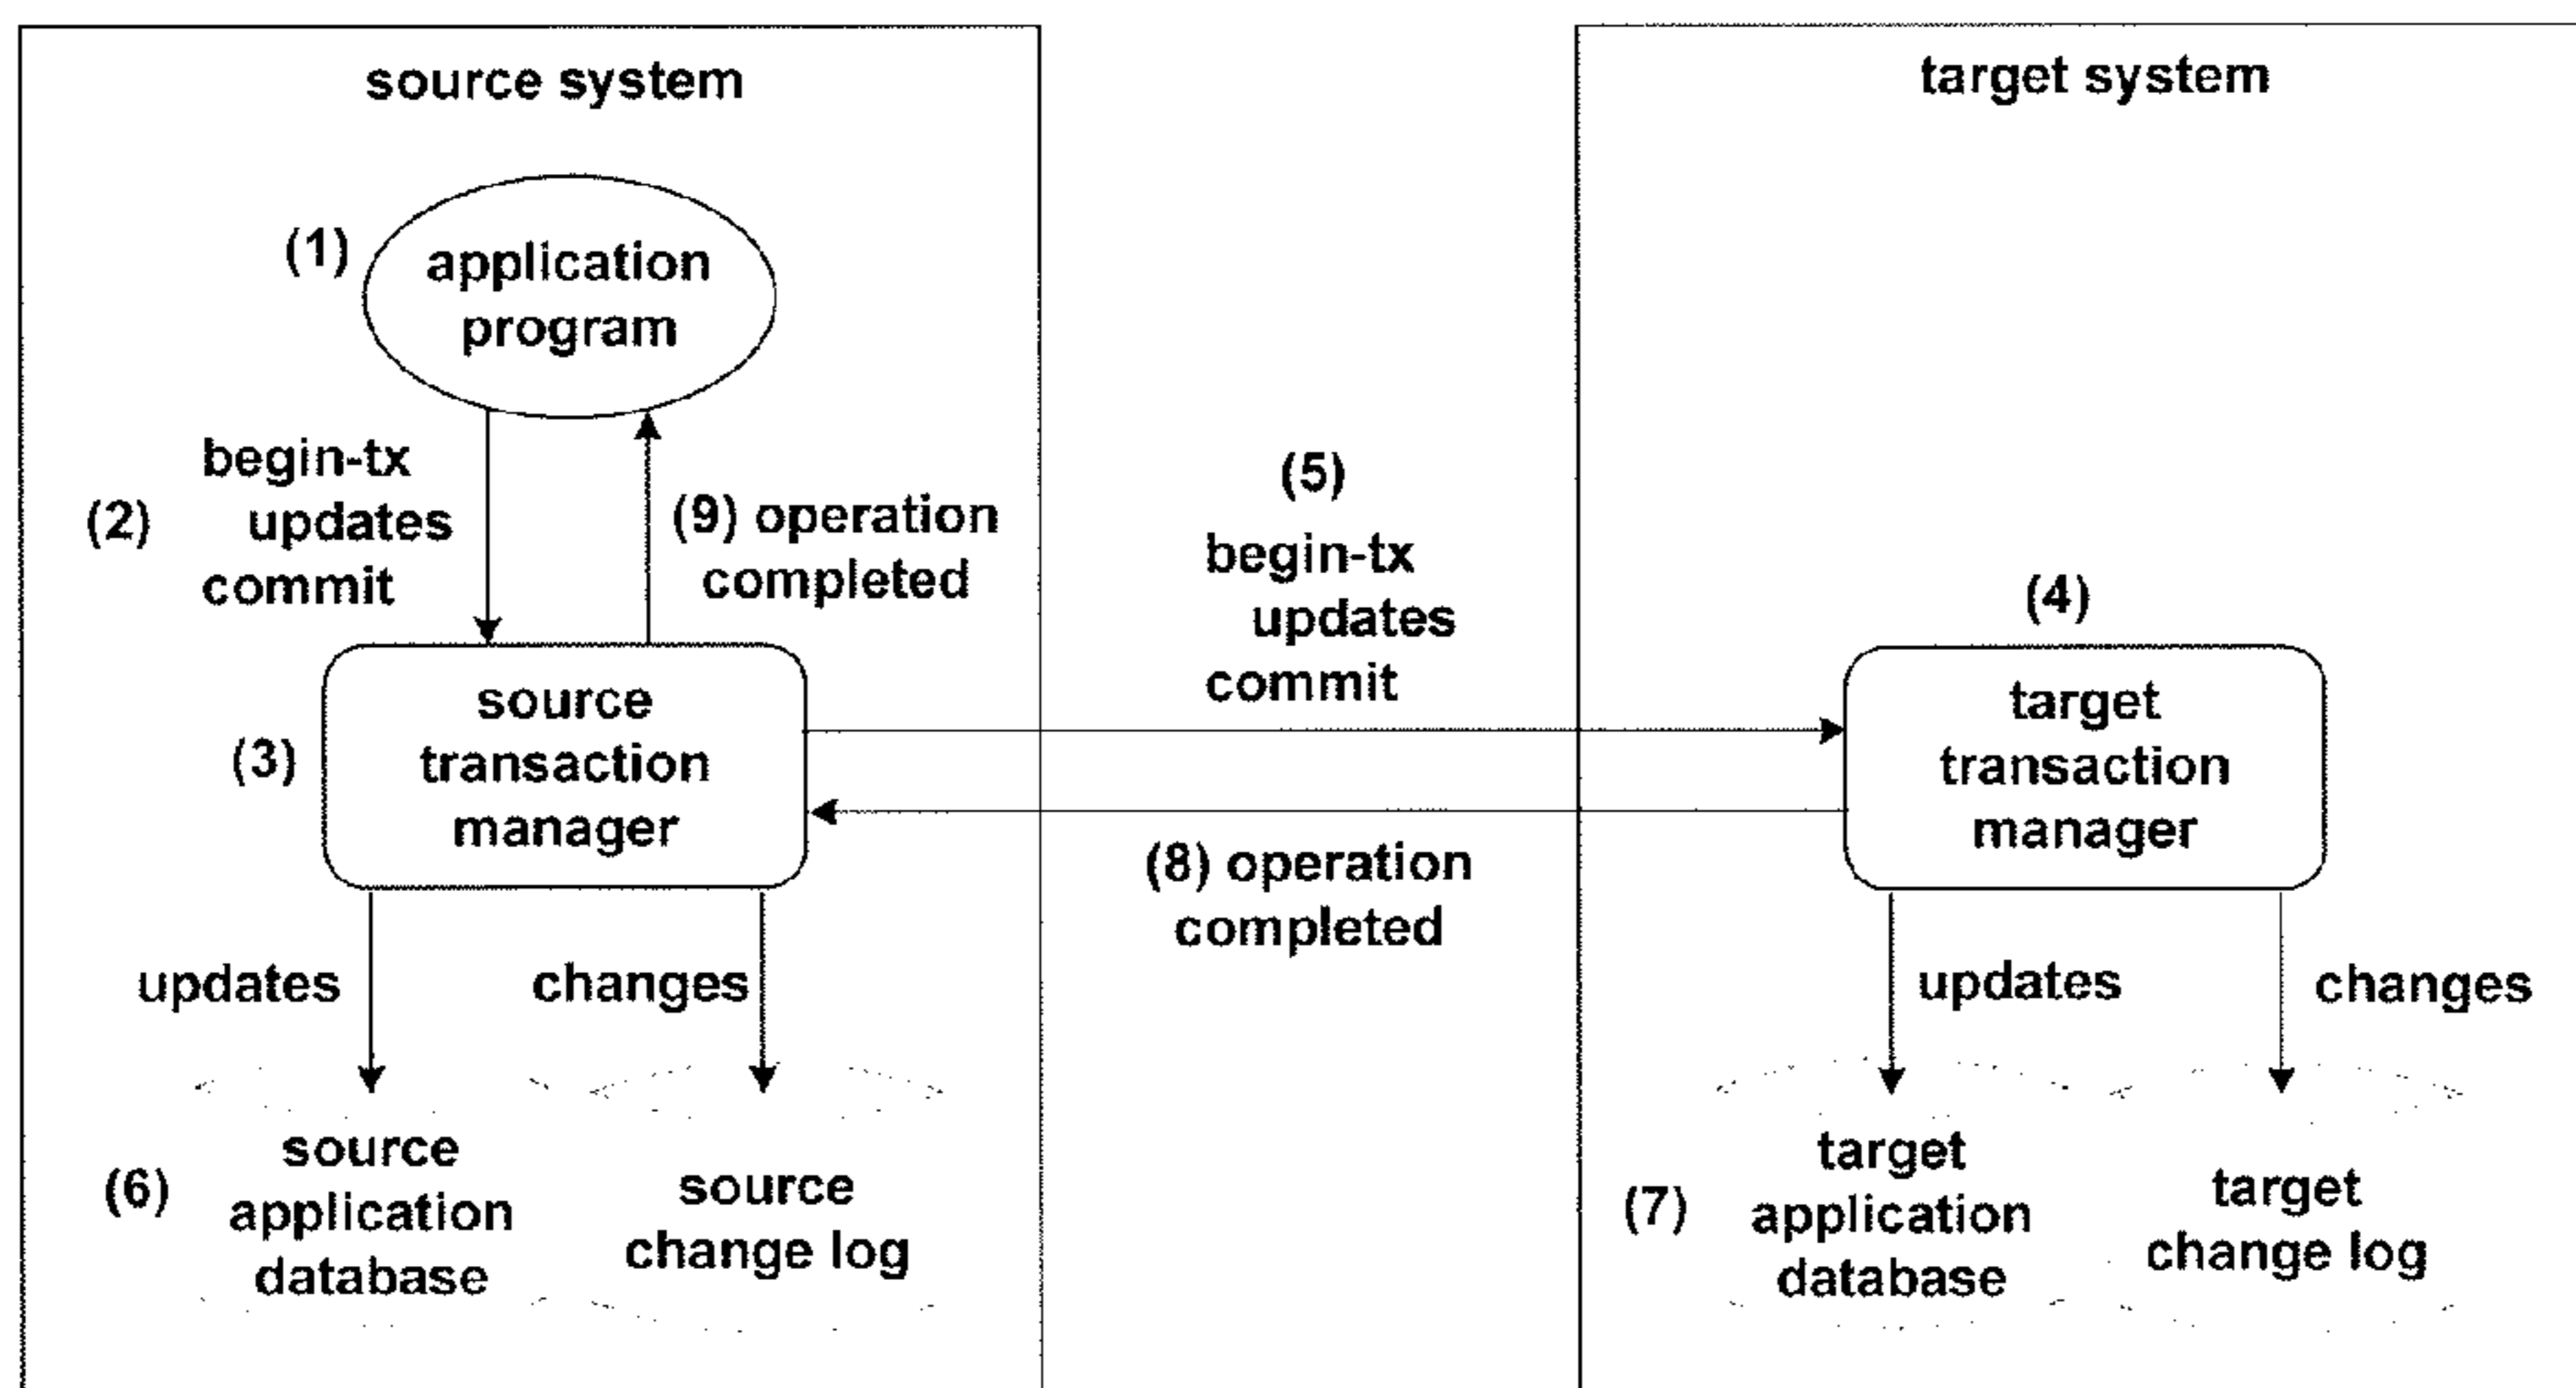 source system
(1)
application
program
(2)
begin-tx
updates
commit
(9) operation
completed
(3)
source
transaction
manager
updates
changes
(6)
source
application
database
source
change log
(5)
begin-tx
updates
commit
(8) operation
completed
target system
(4)
target
transaction
manager
updates
changes
(7)
target
application
database
target
change log